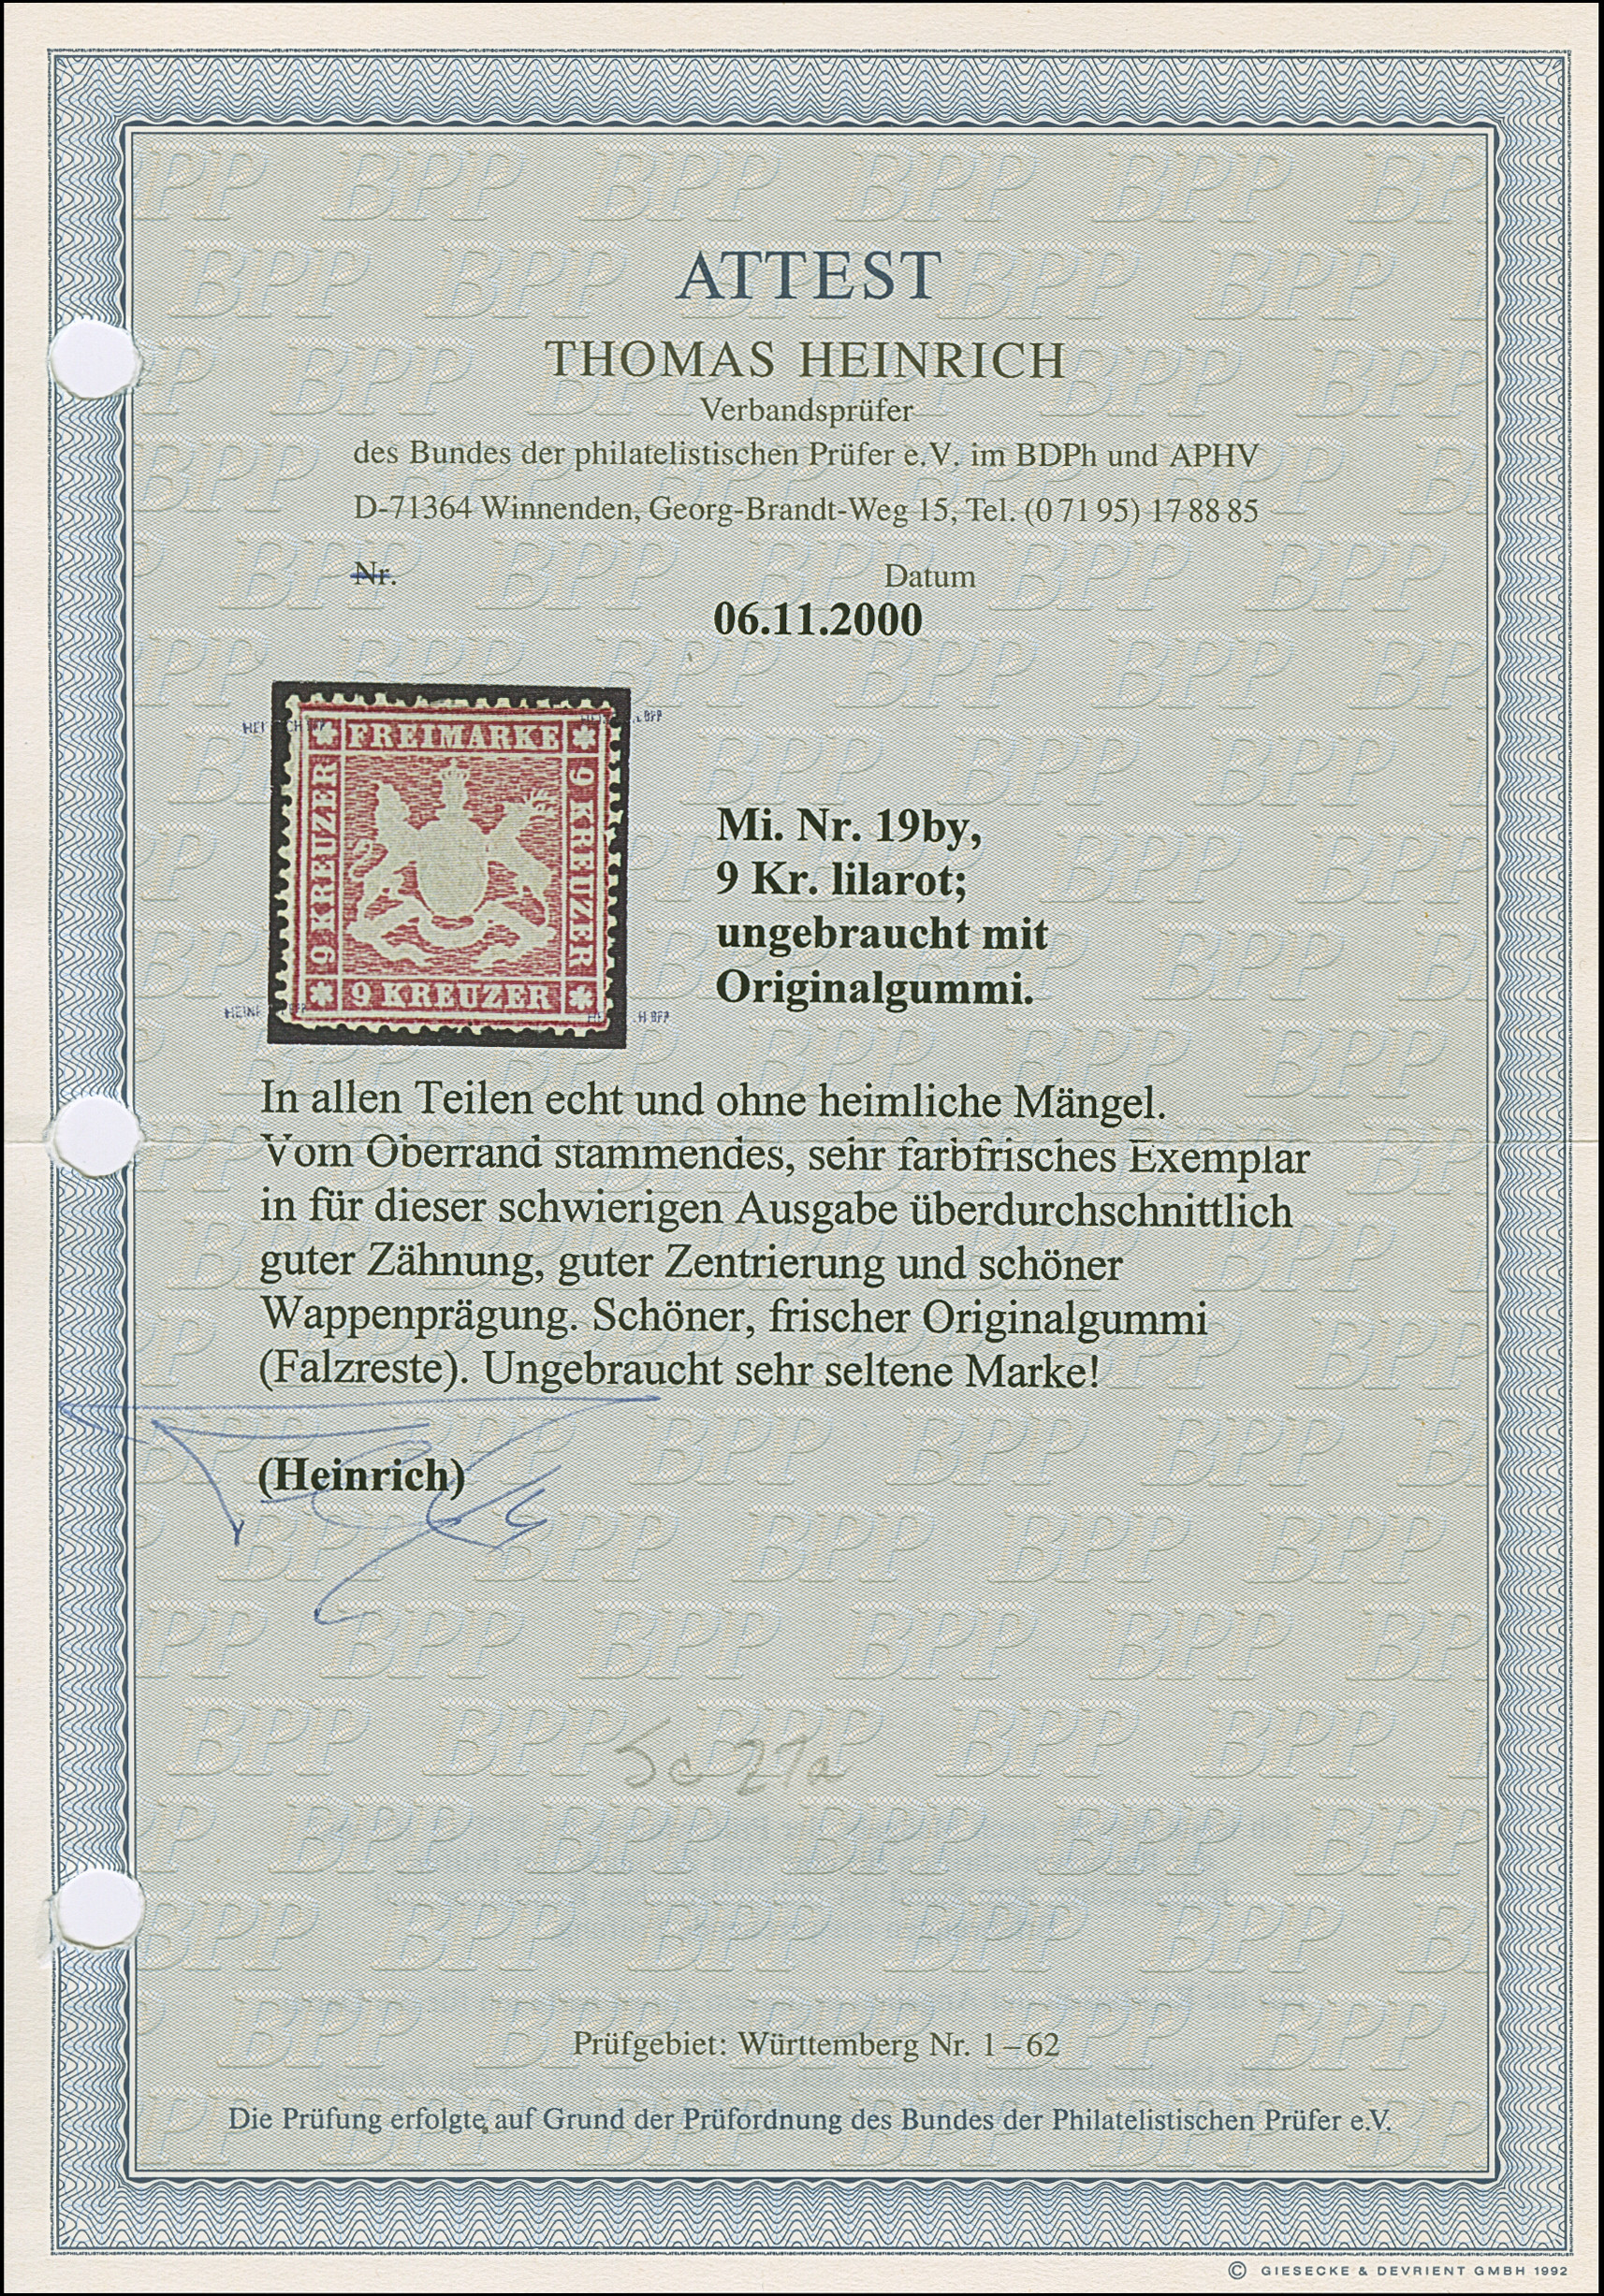 ATTEST
THOMAS HEINRICH
Verbandsprüfer
des Bundes der philatelistischen Prüfer e.V. im BDPh und APHV
D-71364 Winnenden, Georg-Brandt-Weg 15, Tel. (0 71 95) 17 88 85
Nr.
Datum
06.11.2000
FREIMARKE
9 KREUZER
9 KREUZER
9 KREUZER
Mi. Nr. 19by,
9 Kr. lilarot;
ungebraucht mit
Originalgummi.
In allen Teilen echt und ohne heimliche Mängel.
Vom Oberrand stammendes, sehr farbfrisches Exemplar
in für dieser schwierigen Ausgabe überdurchschnittlich
guter Zähnung, guter Zentrierung und schöner
Wappenprägung. Schöner, frischer Originalgummi
(Falzreste). Ungebraucht sehr seltene Marke!
(Heinrich)
Sc 27a
Prüfgebiet: Württemberg Nr. 1 – 62
Die Prüfung erfolgte auf Grund der Prüfordnung des Bundes der Philatelistischen Prüfer e.V.
© GIESECKE & DEVRIENT GMBH 1992